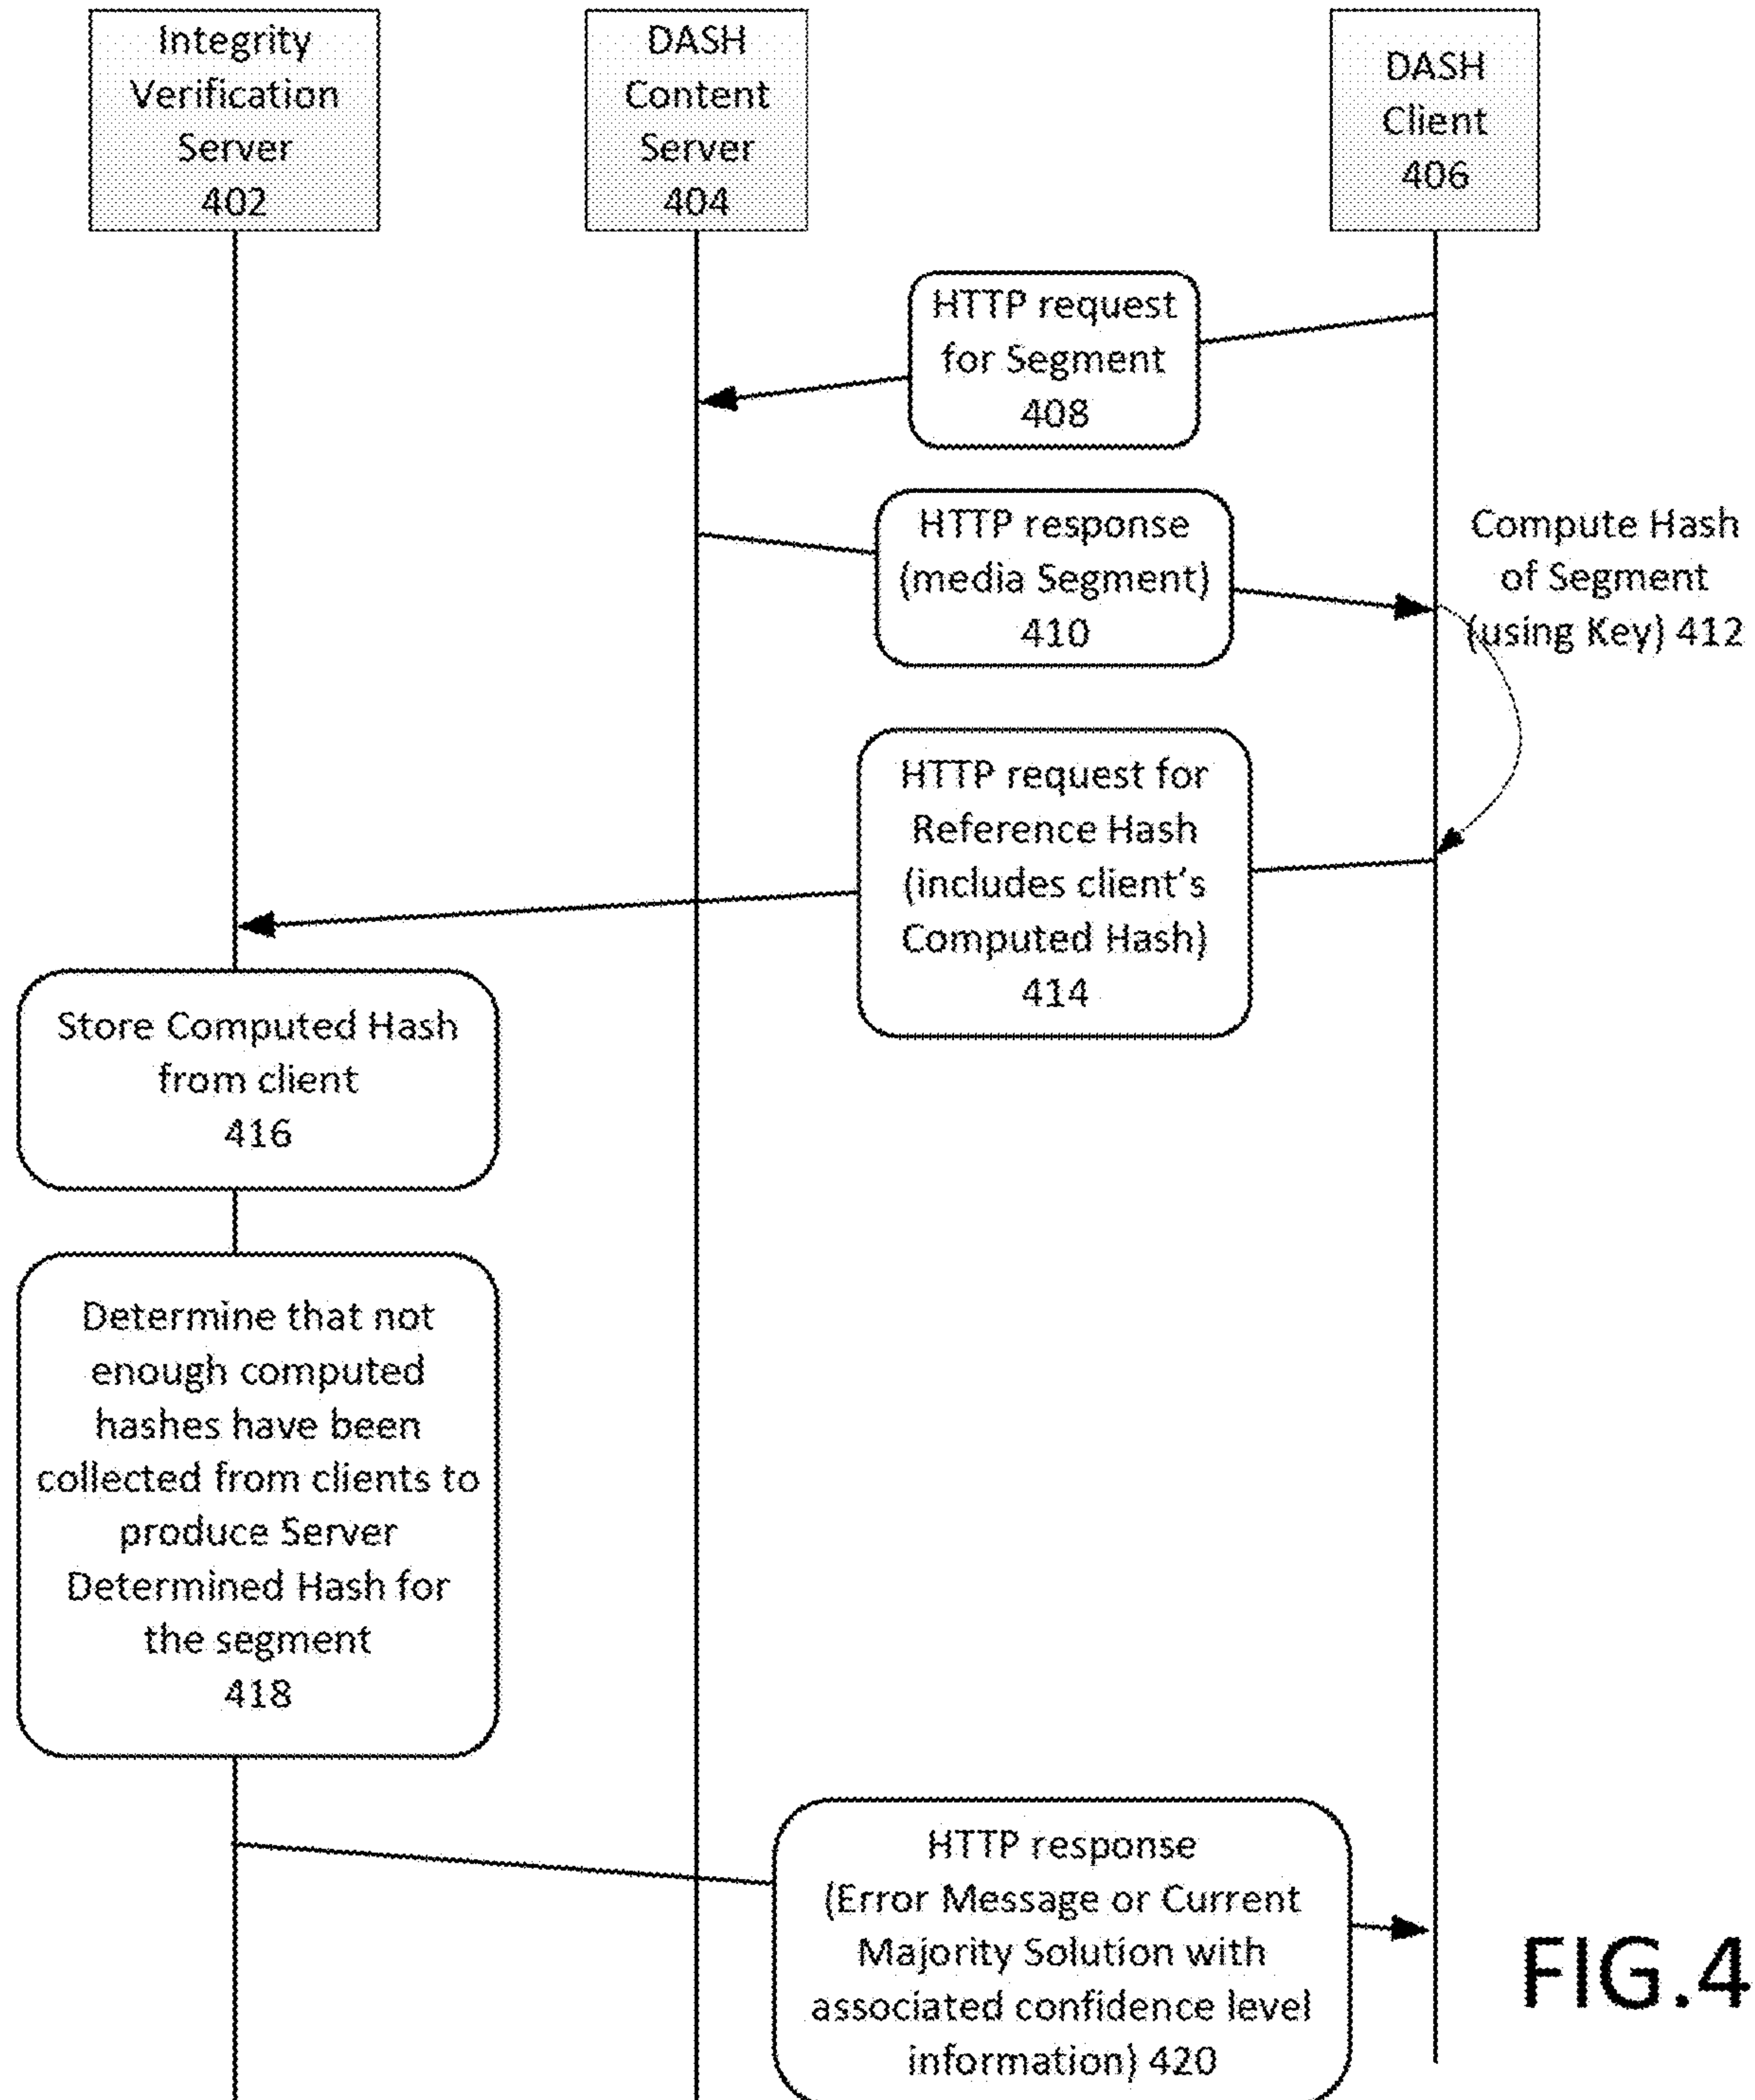 Integrity
Verification
Server
402
DASH
Content
Server
404
DASH
Client
406
HTTP request
for Segment
408
HTTP response
(media Segment)
410
Compute Hash
of Segment
(using Key) 412
HTTP request for
Reference Hash
(includes client's
Computed Hash)
414
Store Computed Hash
from client
416
Determine that not
enough computed
hashes have been
collected from clients to
produce Server
Determined Hash for
the segment
418
HTTP response
(Error Message or Current
Majority Solution with
associated confidence level
information) 420
FIG.4